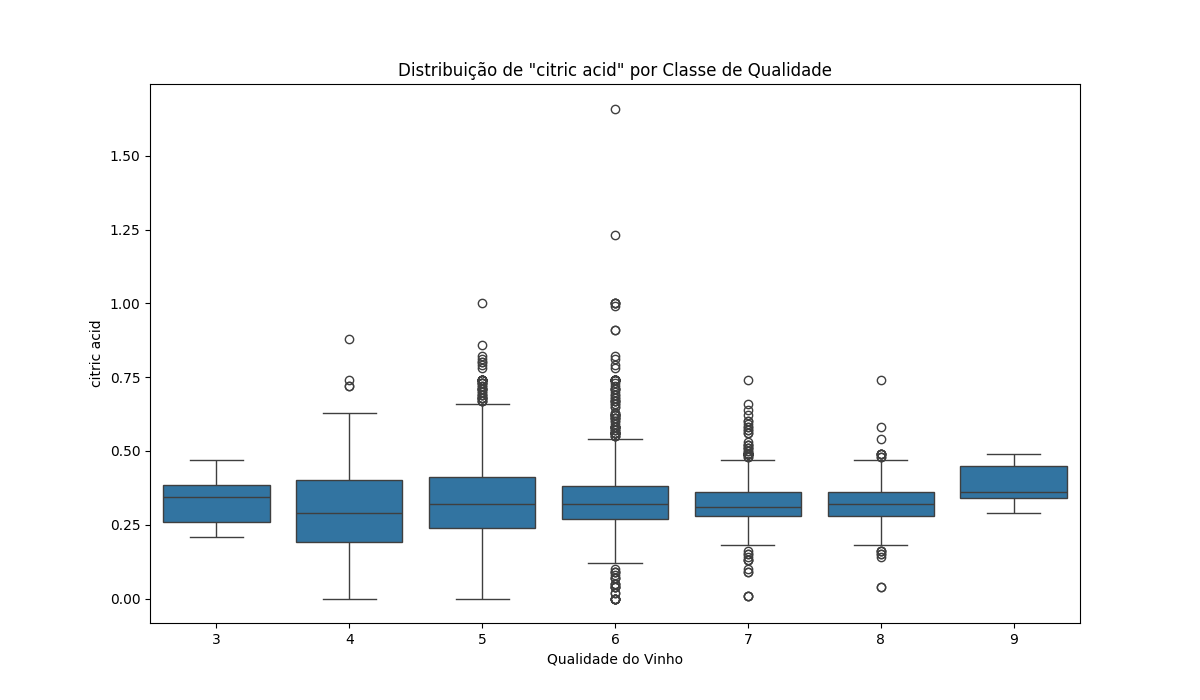 Distribuição de "citric acid" por Classe de Qualidade
citric acid
1.50
1.25
1.00
0.75
0.50
0.25
0.00
3 4 5 6 7 8 9
Qualidade do Vinho